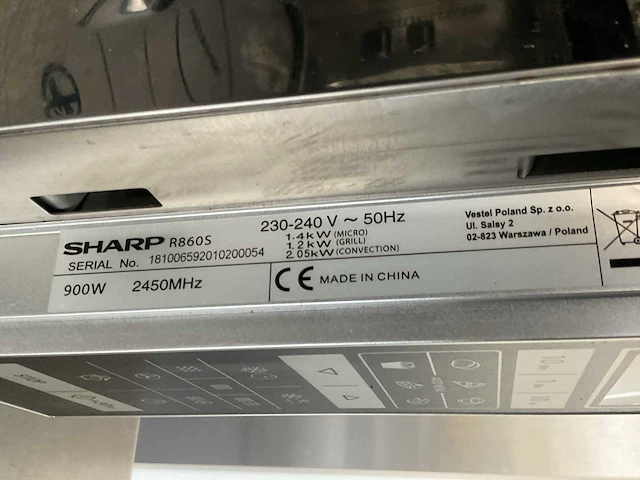 SHARP R860S
SERIAL No. 181006592010200054
230-240 V ~ 50Hz
1.4kW (MICRO)
1.2kW (GRILL)
2.05kW (CONVECTION)
Vestel Poland Sp. z o.o.
Ul. Salsy 2
02-823 Warszawa / Poland
900W 2450MHz
CE MADE IN CHINA
STOP